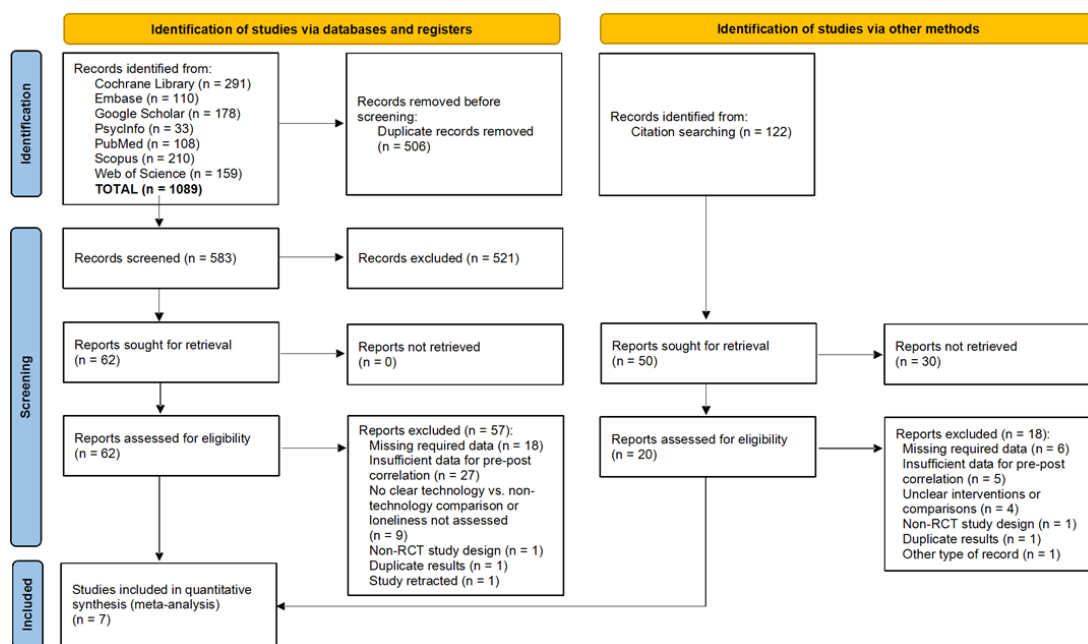 Identification of studies via databases and registers
Identification of studies via other methods
Identification
Records identified from:
Cochrane Library (n = 291)
Embase (n = 110)
Google Scholar (n = 178)
PsycInfo (n = 33)
PubMed (n = 108)
Scopus (n = 210)
Web of Science (n = 159)
TOTAL (n = 1089)
Records removed before
screening:
Duplicate records removed
(n = 506)
Records identified from:
Citation searching (n = 122)
Screening
Records screened (n = 583)
Records excluded (n = 521)
Reports sought for retrieval
(n = 62)
Reports not retrieved
(n = 0)
Reports sought for retrieval
(n = 50)
Reports not retrieved
(n = 30)
Reports assessed for eligibility
(n = 62)
Reports excluded (n = 57):
Missing required data (n = 18)
Insufficient data for pre-post
correlation (n = 27)
No clear technology vs. non-
technology comparison or
loneliness not assessed
(n = 9)
Non-RCT study design (n = 1)
Duplicate results (n = 1)
Study retracted (n = 1)
Reports assessed for eligibility
(n = 20)
Reports excluded (n = 18):
Missing required data (n = 6)
Insufficient data for pre-post
correlation (n = 5)
Unclear interventions or
comparisons (n = 4)
Non-RCT study design (n = 1)
Duplicate results (n = 1)
Other type of record (n = 1)
Included
Studies included in quantitative
synthesis (meta-analysis)
(n = 7)